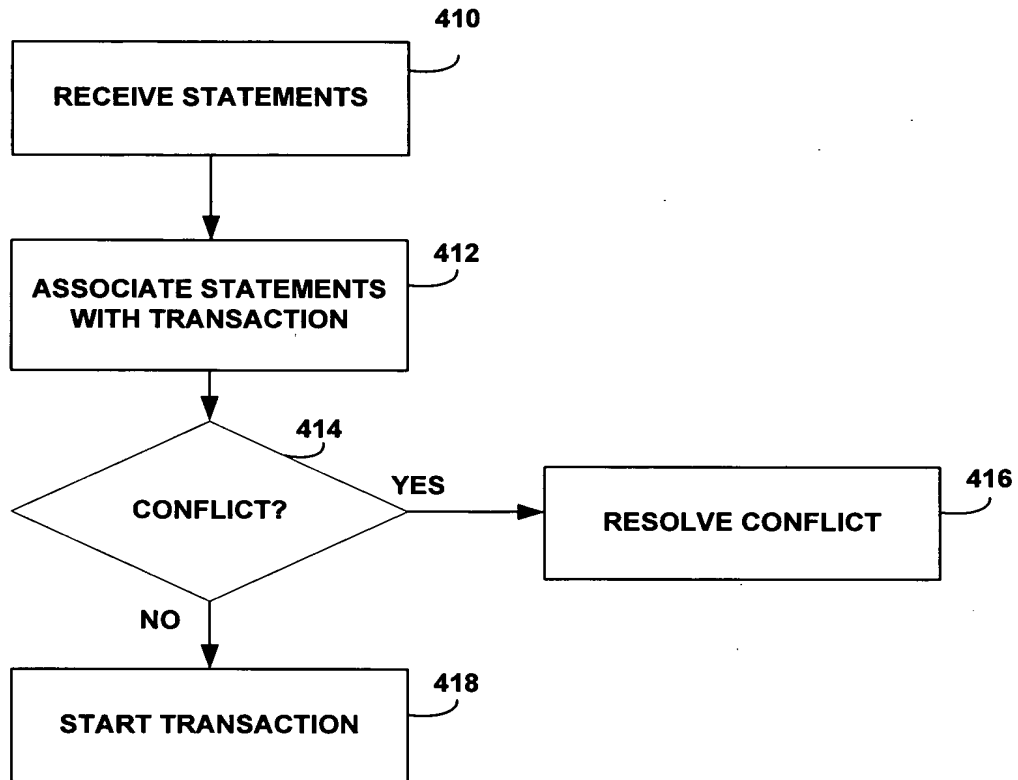 410
RECEIVE STATEMENTS
412
ASSOCIATE STATEMENTS
WITH TRANSACTION
414
CONFLICT?
YES
416
RESOLVE CONFLICT
NO
418
START TRANSACTION